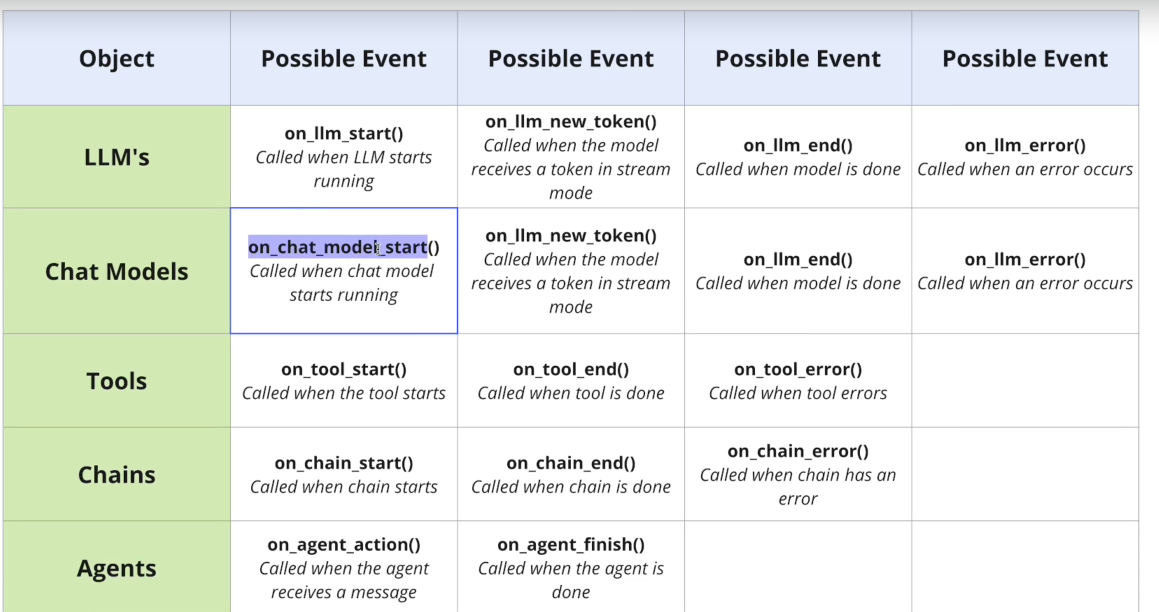 Object
Possible Event
Possible Event
Possible Event
Possible Event
LLM's
on_llm_start()
Called when LLM starts
running
on_llm_new_token()
Called when the model
receives a token in stream
mode
on_llm_end()
Called when model is done
on_llm_error()
Called when an error occurs
Chat Models
on_chat_model_start()
Called when chat model
starts running
on_llm_new_token()
Called when the model
receives a token in stream
mode
on_llm_end()
Called when model is done
on_llm_error()
Called when an error occurs
Tools
on_tool_start()
Called when the tool starts
on_tool_end()
Called when tool is done
on_tool_error()
Called when tool errors
Chains
on_chain_start()
Called when chain starts
on_chain_end()
Called when chain is done
on_chain_error()
Called when chain has an
error
Agents
on_agent_action()
Called when the agent
receives a message
on_agent_finish()
Called when the agent is
done